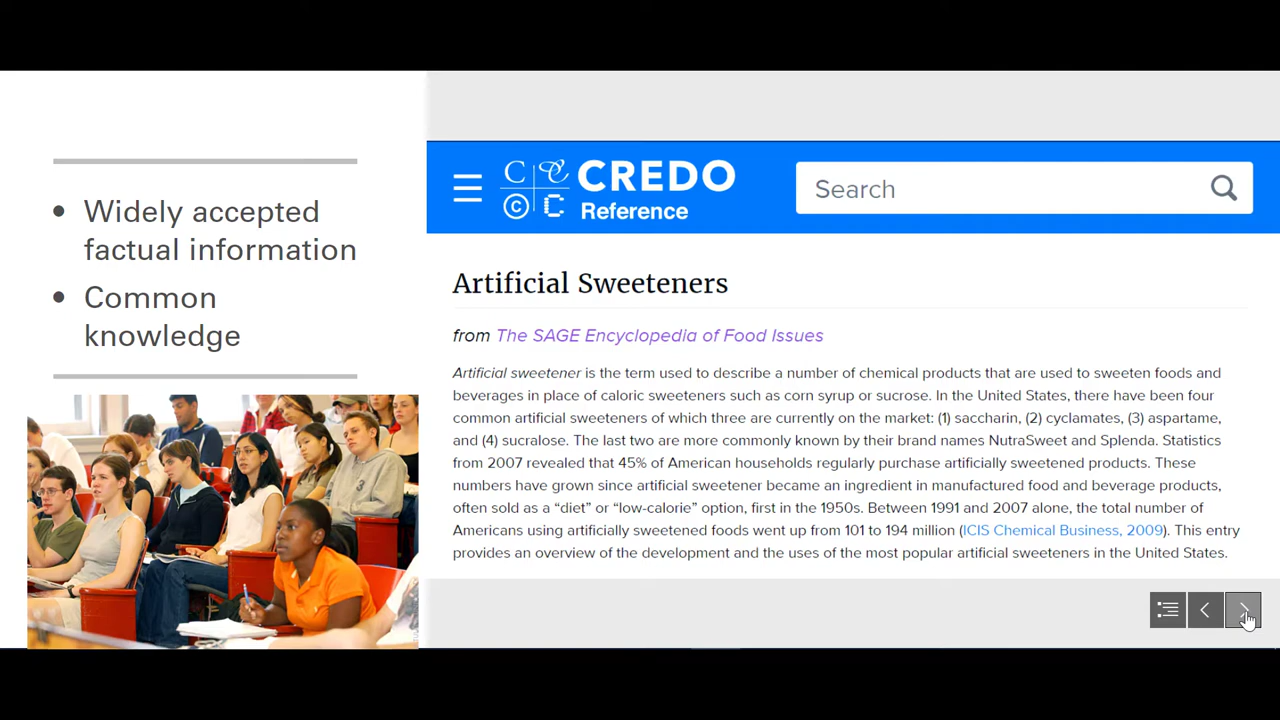 • Widely accepted
factual information
• Common
knowledge
CREDO
Reference
Search
Artificial Sweeteners
from The SAGE Encyclopedia of Food Issues
Artificial sweetener is the term used to describe a number of chemical products that are used to sweeten foods and
beverages in place of caloric sweeteners such as corn syrup or sucrose. In the United States, there have been four
common artificial sweeteners of which three are currently on the market: (1) saccharin, (2) cyclamates, (3) aspartame,
and (4) sucralose. The last two are more commonly known by their brand names NutraSweet and Splenda. Statistics
from 2007 revealed that 45% of American households regularly purchase artificially sweetened products. These
numbers have grown since artificial sweetener became an ingredient in manufactured food and beverage products,
often sold as a “diet” or “low-calorie” option, first in the 1950s. Between 1991 and 2007 alone, the total number of
Americans using artificially sweetened foods went up from 101 to 194 million (ICIS Chemical Business, 2009). This entry
provides an overview of the development and the uses of the most popular artificial sweeteners in the United States.